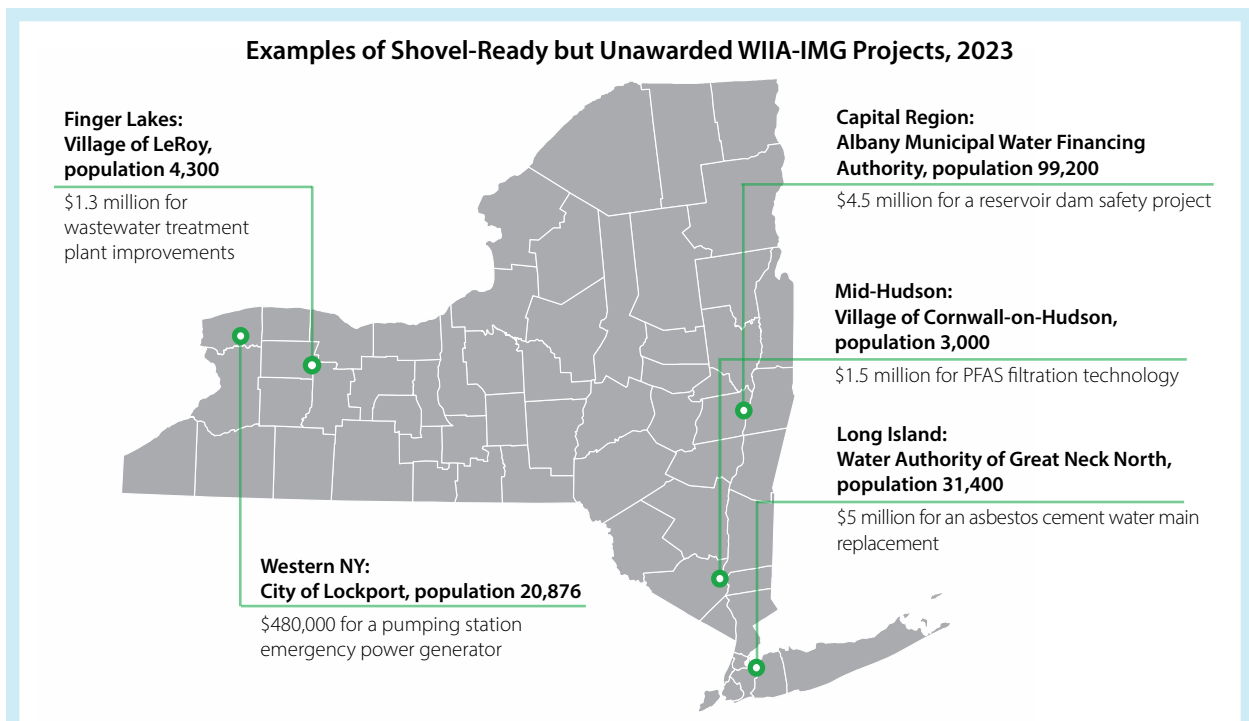 Examples of Shovel-Ready but Unawarded WIIA-IMG Projects, 2023
Finger Lakes:
Village of LeRoy,
population 4,300
$1.3 million for
wastewater treatment
plant improvements
Capital Region:
Albany Municipal Water Financing
Authority, population 99,200
$4.5 million for a reservoir dam safety project
Mid-Hudson:
Village of Cornwall-on-Hudson,
population 3,000
$1.5 million for PFAS filtration technology
Long Island:
Water Authority of Great Neck North,
population 31,400
$5 million for an asbestos cement water main
replacement
Western NY:
City of Lockport, population 20,876
$480,000 for a pumping station
emergency power generator